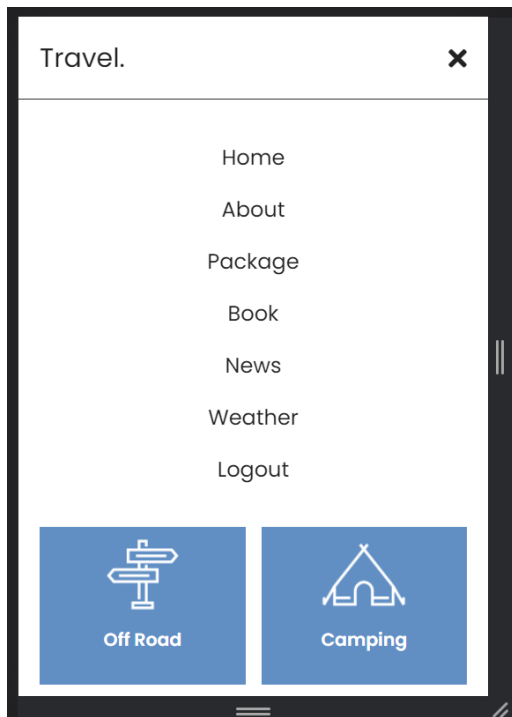 Travel.
Home
About
Package
Book
News
Weather
Logout
Off Road
Camping